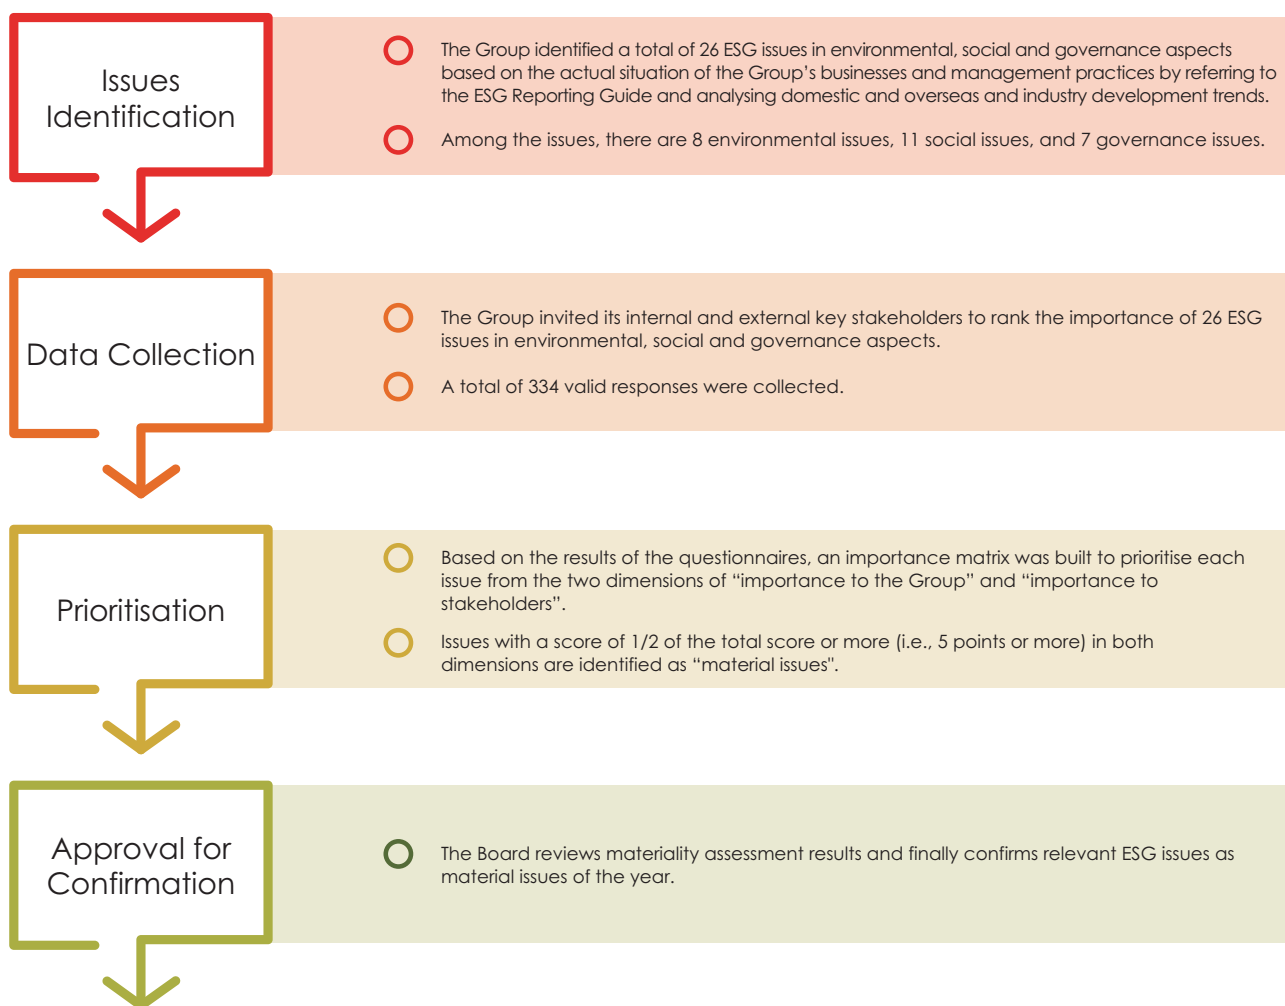 Issues
Identification
The Group identified a total of 26 ESG issues in environmental, social and governance aspects
based on the actual situation of the Group’s businesses and management practices by referring to
the ESG Reporting Guide and analysing domestic and overseas and industry development trends.
Among the issues, there are 8 environmental issues, 11 social issues, and 7 governance issues.
Data Collection
The Group invited its internal and external key stakeholders to rank the importance of 26 ESG
issues in environmental, social and governance aspects.
A total of 334 valid responses were collected.
Prioritisation
Based on the results of the questionnaires, an importance matrix was built to prioritise each
issue from the two dimensions of “importance to the Group” and “importance to
stakeholders”.
Issues with a score of 1/2 of the total score or more (i.e., 5 points or more) in both
dimensions are identified as “material issues".
Approval for
Confirmation
The Board reviews materiality assessment results and finally confirms relevant ESG issues as
material issues of the year.